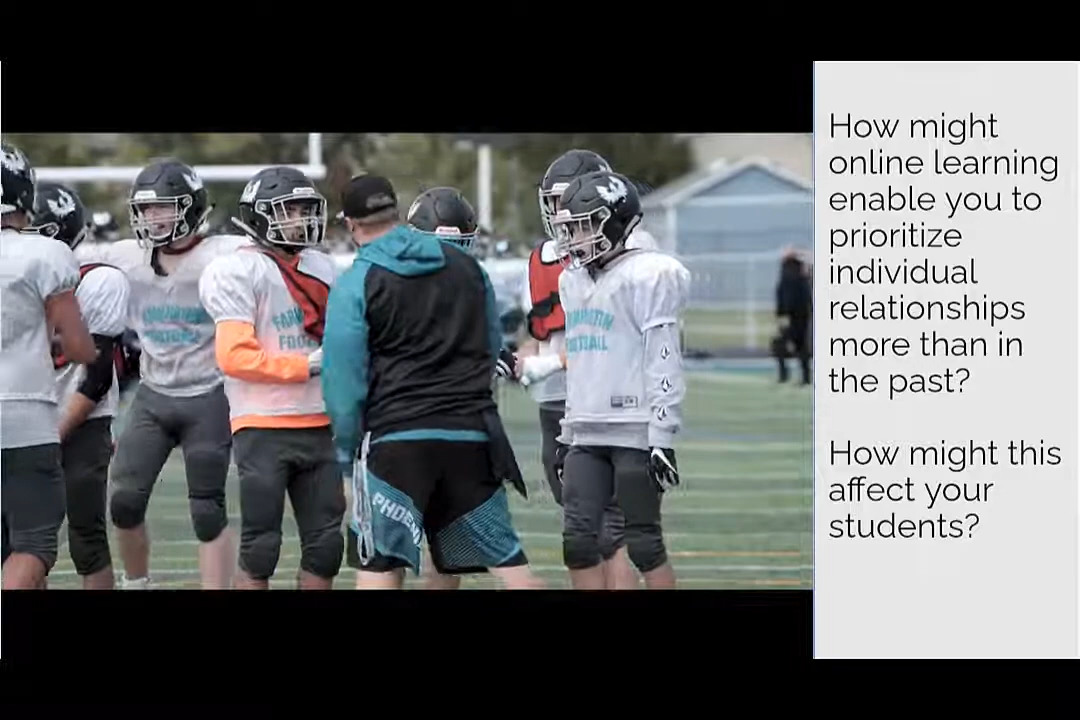 How might
online learning
enable you to
prioritize
individual
relationships
more than in
the past?
How might this
affect your
students?
FOOTBALL